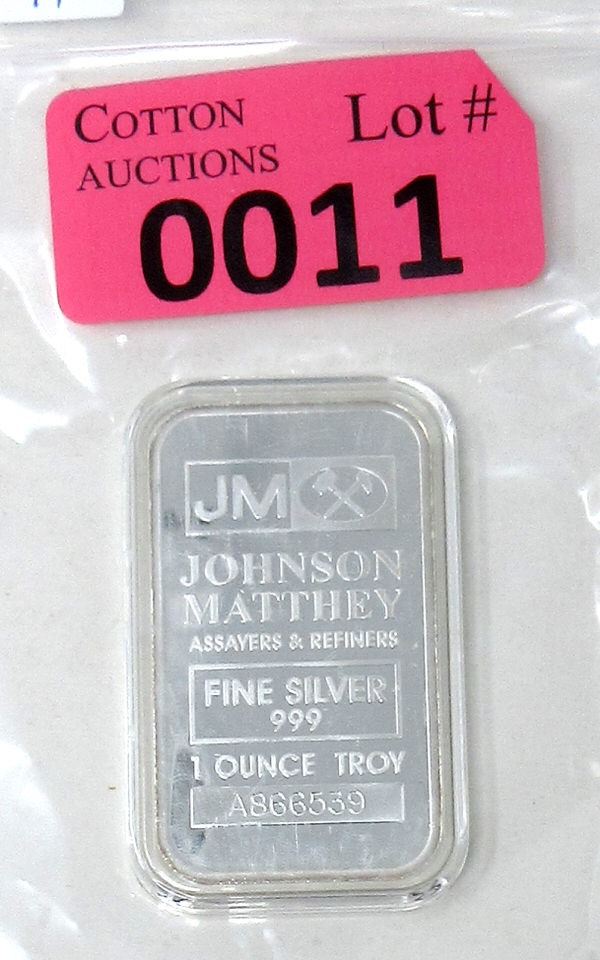 COTTON
AUCTIONS
Lot #
0011
JM
JOHNSON
MATTHEY
ASSAYERS & REFINERS
FINE SILVER
999
1 OUNCE TROY
A866539